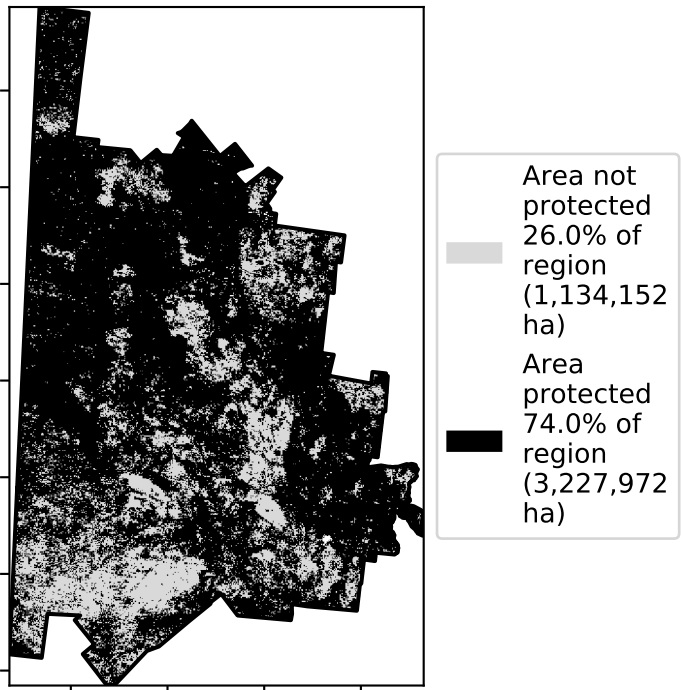 Area not
protected
26.0% of
region
(1,134,152
ha)
Area
protected
74.0% of
region
(3,227,972
ha)